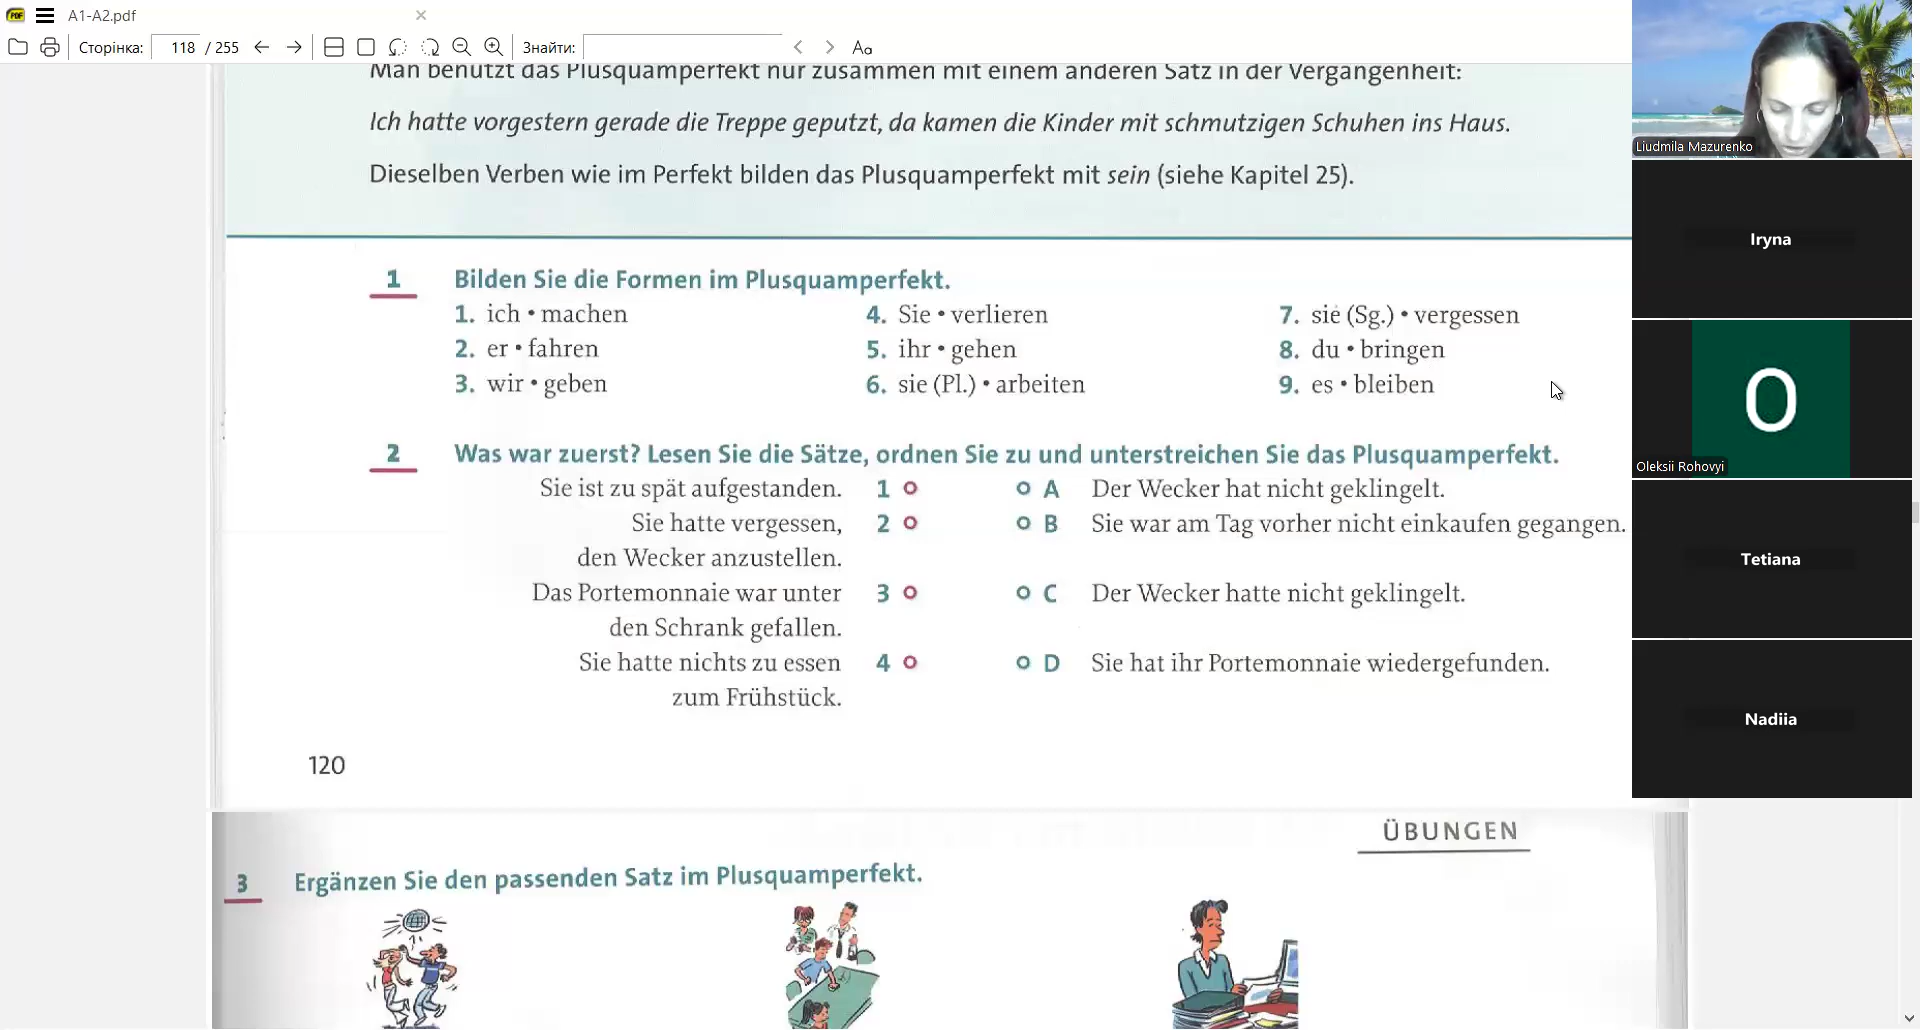 A1-A2.pdf
Сторінка: 118 / 255 Знайти: Aa
Man benutzt das Plusquamperfekt nur zusammen mit einem anderen Satz in der Vergangenheit:
Ich hatte vorgestern gerade die Treppe geputzt, da kamen die Kinder mit schmutzigen Schuhen ins Haus.
Dieselben Verben wie im Perfekt bilden das Plusquamperfekt mit sein (siehe Kapitel 25).
1 Bilden Sie die Formen im Plusquamperfekt.
1. ich • machen 4. Sie • verlieren 7. sie (Sg.) • vergessen
2. er • fahren 5. ihr • gehen 8. du • bringen
3. wir • geben 6. sie (Pl.) • arbeiten 9. es • bleiben
2 Was war zuerst? Lesen Sie die Sätze, ordnen Sie zu und unterstreichen Sie das Plusquamperfekt.
Sie ist zu spät aufgestanden. 1 A Der Wecker hat nicht geklingelt.
Sie hatte vergessen, 2 B Sie war am Tag vorher nicht einkaufen gegangen.
den Wecker anzustellen.
Das Portemonnaie war unter 3 C Der Wecker hatte nicht geklingelt.
den Schrank gefallen.
Sie hatte nichts zu essen 4 D Sie hat ihr Portemonnaie wiedergefunden.
zum Frühstück.
120
ÜBUNGEN
3 Ergänzen Sie den passenden Satz im Plusquamperfekt.
Liudmila Mazurenko
Iryna
O
Oleksii Rohovyi
Tetiana
Nadiia